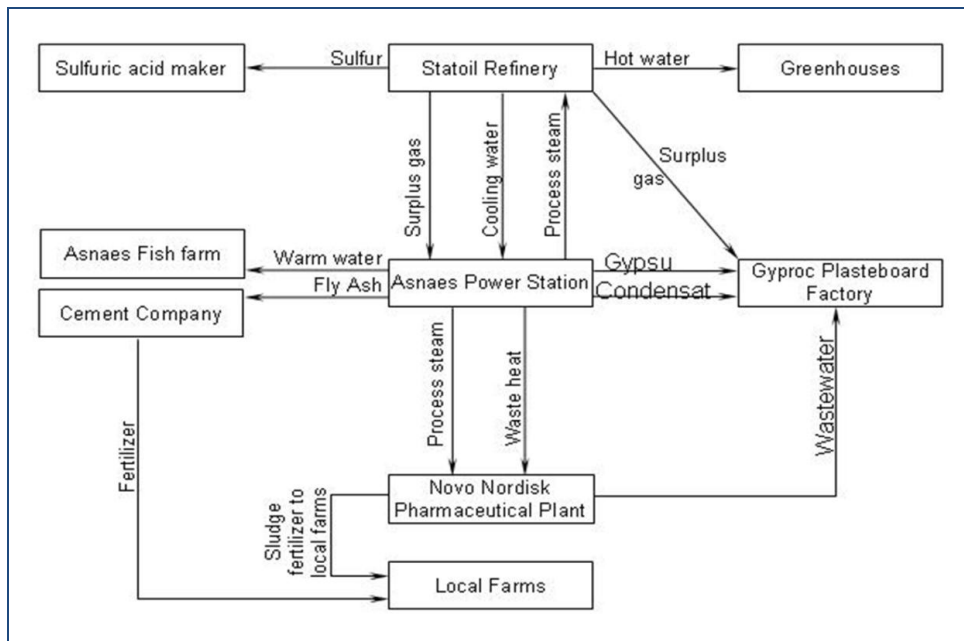 Sulfuric acid maker
Sulfur
Statoil Refinery
Hot water
Greenhouses
Surplus gas
Cooling water
Process steam
Surplus
gas
Asnaes Fish farm
Warm water
Fly Ash
Asnaes Power Station
Gypsu
Condensat
Gyproc Plasteboard
Factory
Cement Company
Fertilizer
Process steam
Waste heat
Wastewater
Novo Nordisk
Pharmaceutical Plant
Sludge
fertilizer to
local farms
Local Farms